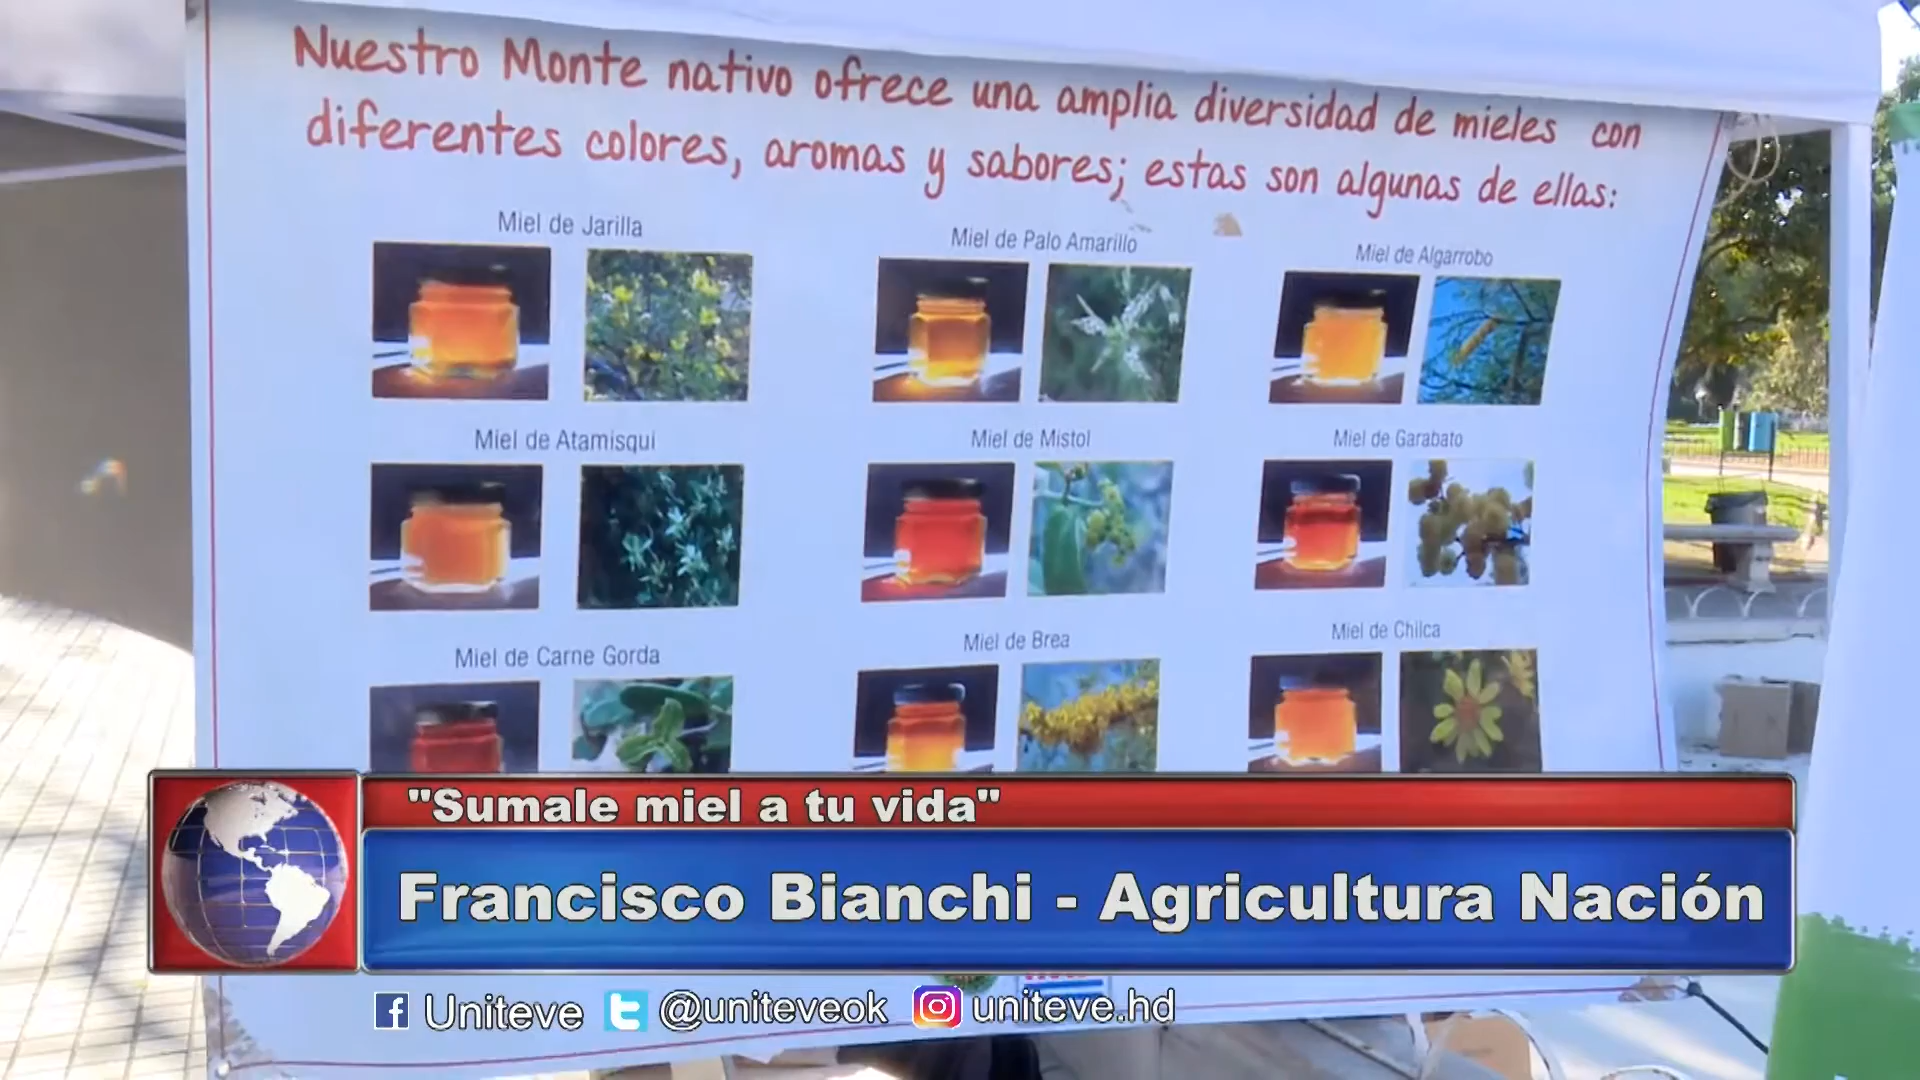 Nuestro Monte nativo ofrece una amplia diversidad de mieles con
diferentes colores, aromas y sabores; estas son algunas de ellas:
Miel de Jarilla
Miel de Palo Amarillo
Miel de Algarrobo
Miel de Atamisqui
Miel de Mistol
Miel de Garabato
Miel de Carne Gorda
Miel de Brea
Miel de Chilca
"Sumale miel a tu vida"
Francisco Bianchi - Agricultura Nación
Uniteve @uniteveok uniteve.hd